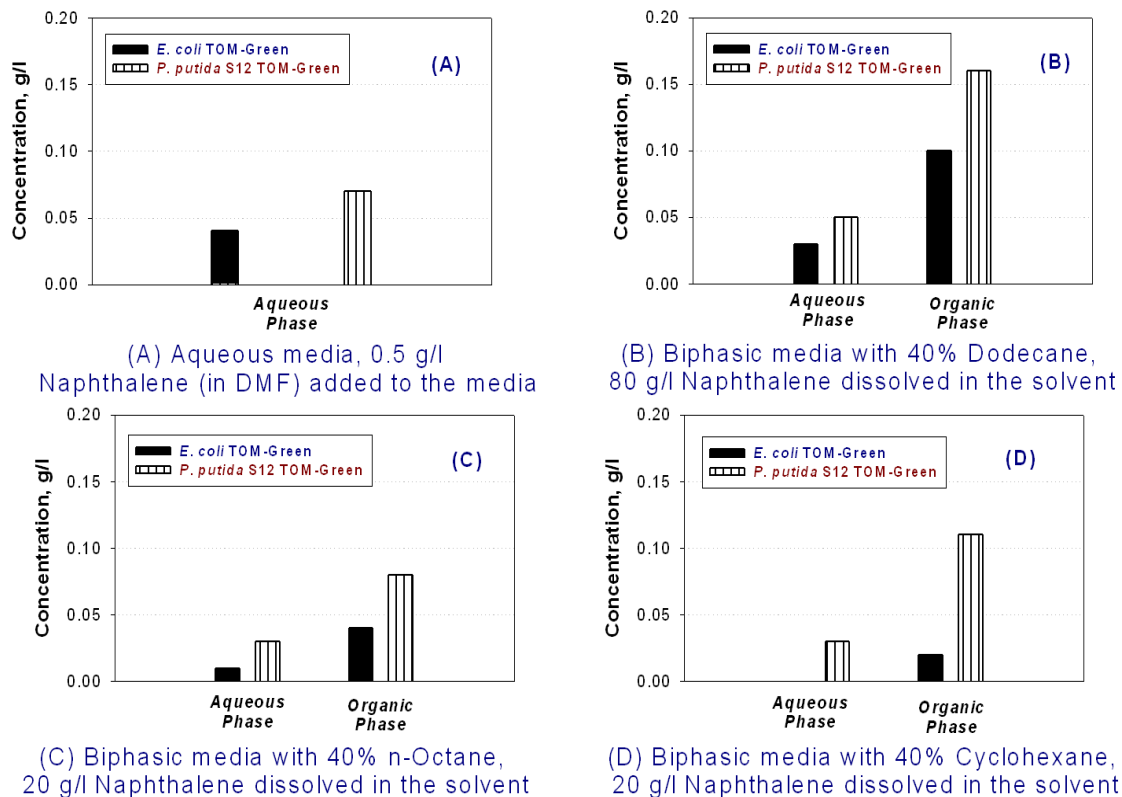 0.20
0.15
0.10
0.05
0.00
Concentration, g/l
E. coli TOM-Green
P. putida S12 TOM-Green
(A)
Aqueous
Phase
(A) Aqueous media, 0.5 g/l
Naphthalene (in DMF) added to the media
0.20
0.15
0.10
0.05
0.00
Concentration, g/l
E. coli TOM-Green
P. putida S12 TOM-Green
(B)
Aqueous
Phase
Organic
Phase
(B) Biphasic media with 40% Dodecane,
80 g/l Naphthalene dissolved in the solvent
0.20
0.15
0.10
0.05
0.00
Concentration, g/l
E. coli TOM-Green
P. putida S12 TOM-Green
(C)
Aqueous
Phase
Organic
Phase
(C) Biphasic media with 40% n-Octane,
20 g/l Naphthalene dissolved in the solvent
0.20
0.15
0.10
0.05
0.00
Concentration, g/l
E. coli TOM-Green
P. putida S12 TOM-Green
(D)
Aqueous
Phase
Organic
Phase
(D) Biphasic media with 40% Cyclohexane,
20 g/l Naphthalene dissolved in the solvent